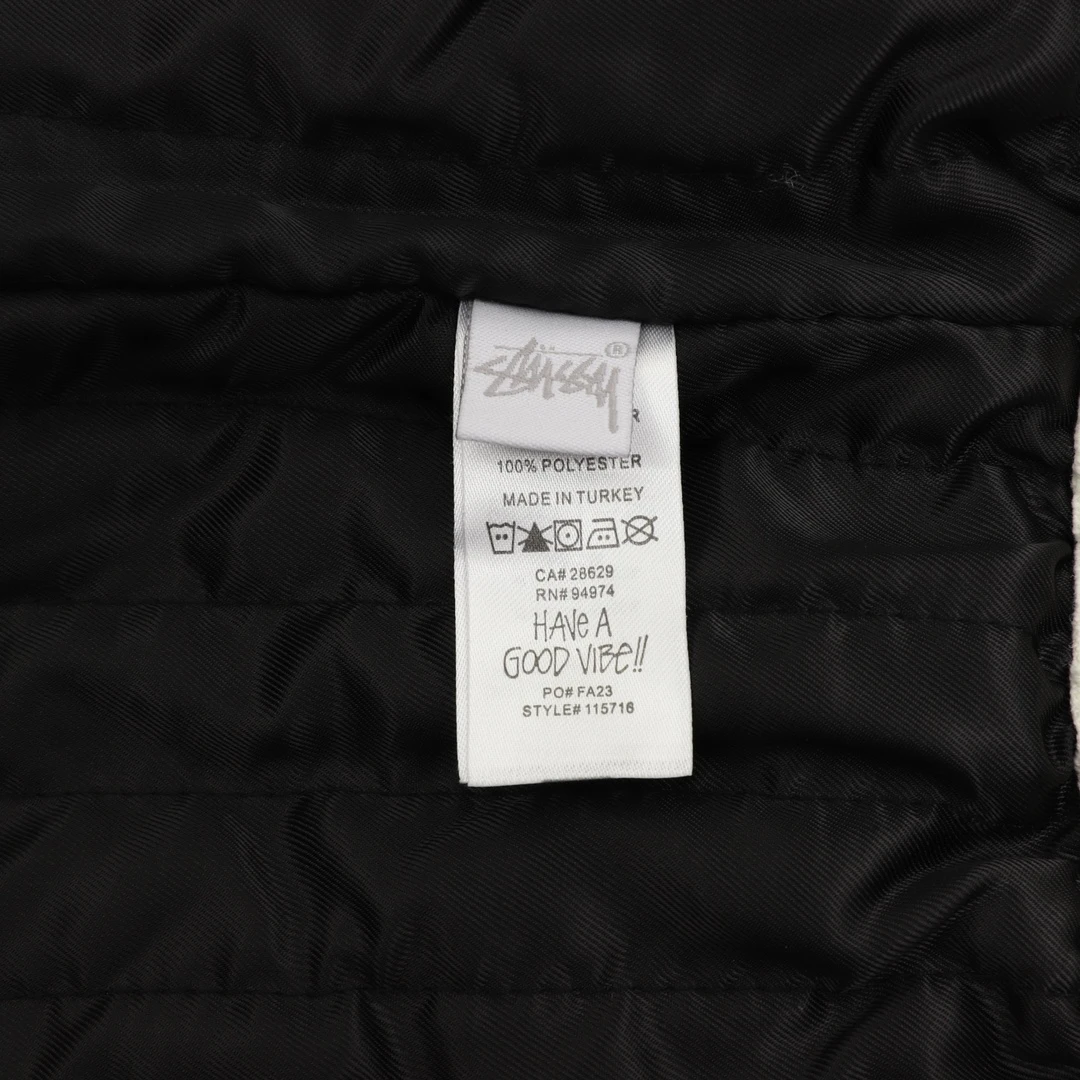 STÜSSY ®
R
100% POLYESTER
MADE IN TURKEY
CA# 28629
RN# 94974
HAVE A
GOOD VIBE!!
PO# FA23
STYLE# 115716